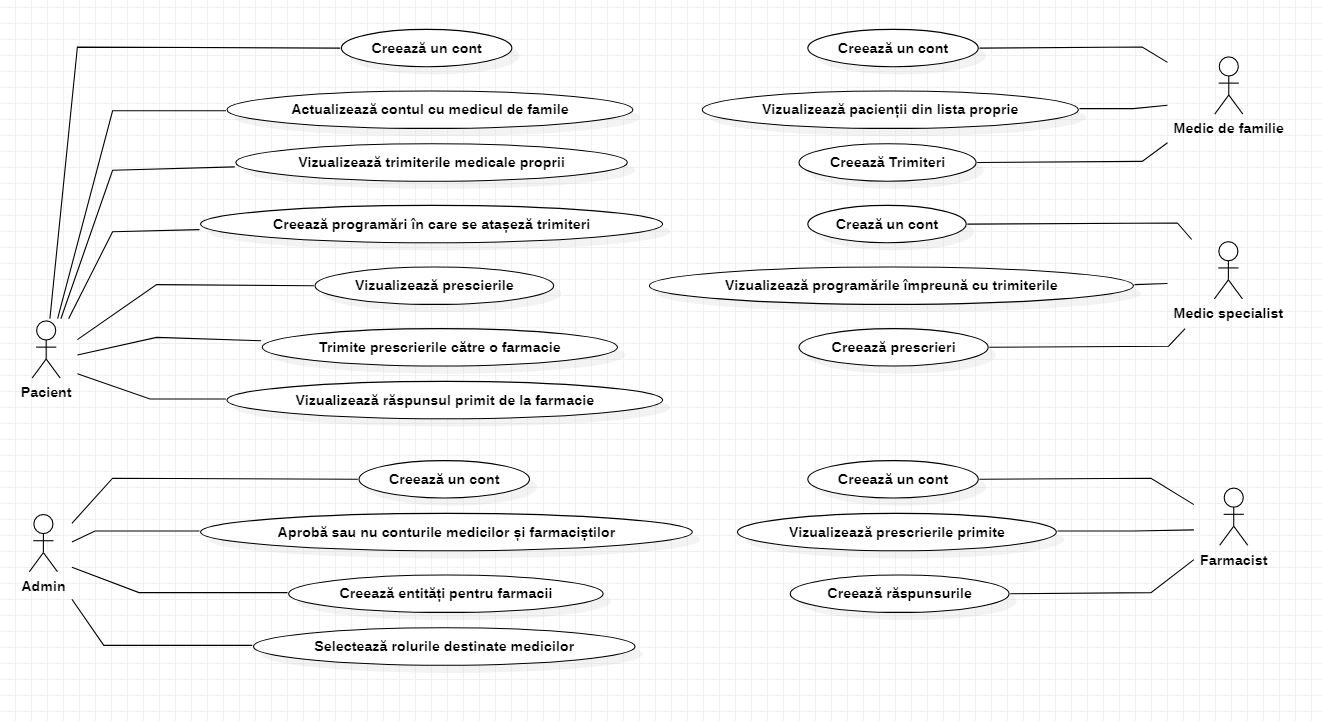 Creează un cont
Actualizează contul cu medicul de famile
Vizualizează trimiterile medicale proprii
Creează programări în care se atașeză trimiteri
Vizualizează prescierile
Trimite prescrierile către o farmacie
Vizualizează răspunsul primit de la farmacie
Pacient
Creează un cont
Vizualizează pacienții din lista proprie
Creează Trimiteri
Medic de familie
Crează un cont
Vizualizează programările împreună cu trimiterile
Creează prescrieri
Medic specialist
Creează un cont
Aprobă sau nu conturile medicilor și farmaciștilor
Creează entități pentru farmacii
Selectează rolurile destinate medicilor
Admin
Creează un cont
Vizualizează prescrierile primite
Creează răspunsurile
Farmacist